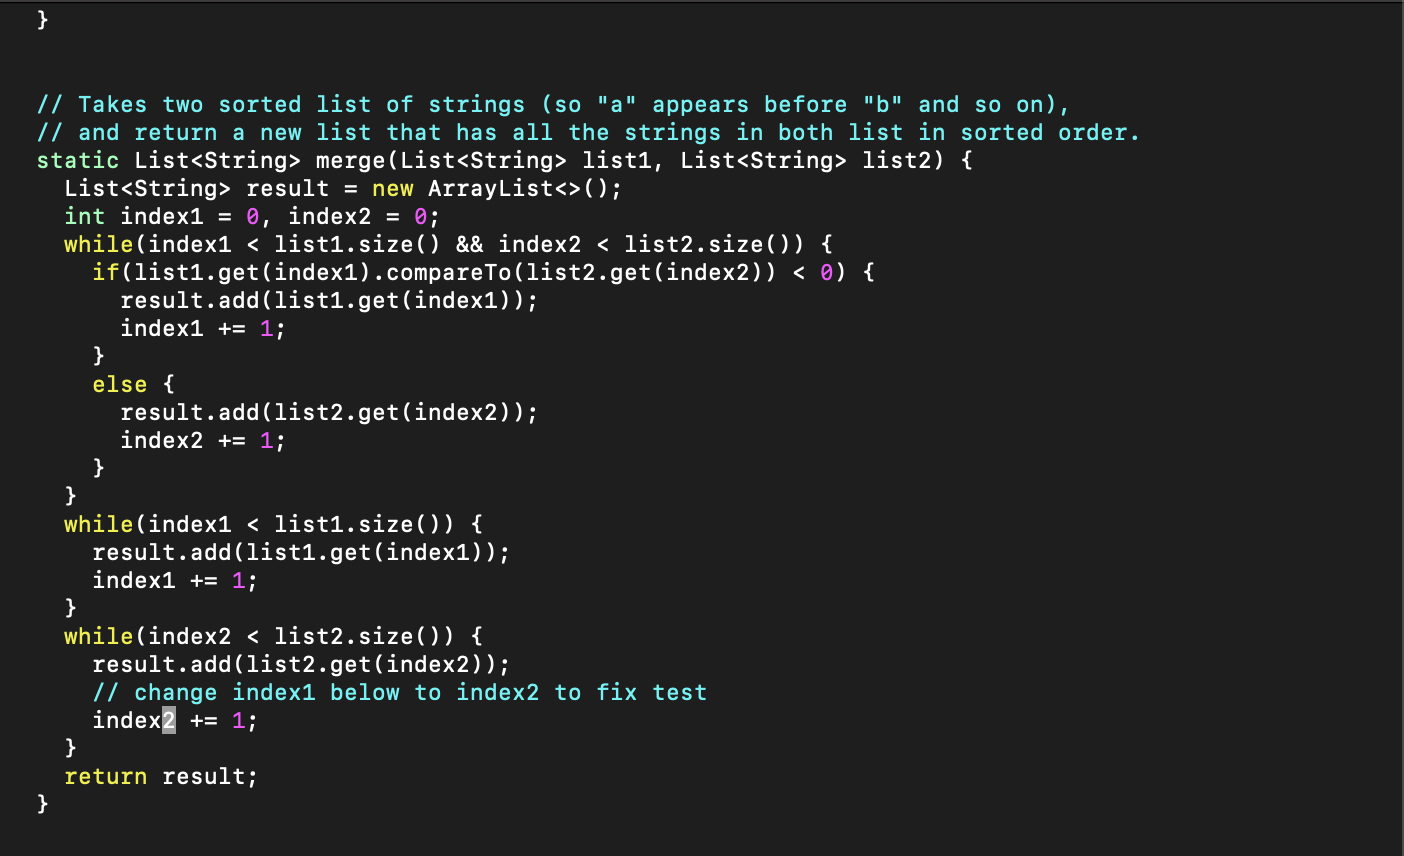 }
// Takes two sorted list of strings (so "a" appears before "b" and so on),
// and return a new list that has all the strings in both list in sorted order.
static List<String> merge(List<String> list1, List<String> list2) {
  List<String> result = new ArrayList<>();
  int index1 = 0, index2 = 0;
  while(index1 < list1.size() && index2 < list2.size()) {
    if(list1.get(index1).compareTo(list2.get(index2)) < 0) {
      result.add(list1.get(index1));
      index1 += 1;
    }
    else {
      result.add(list2.get(index2));
      index2 += 1;
    }
  }
  while(index1 < list1.size()) {
    result.add(list1.get(index1));
    index1 += 1;
  }
  while(index2 < list2.size()) {
    result.add(list2.get(index2));
    // change index1 below to index2 to fix test
    index2 += 1;
  }
  return result;
}